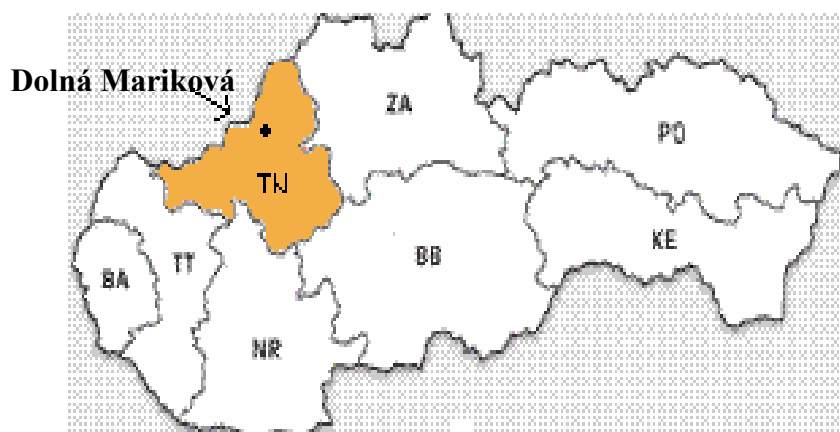 Dolná Mariková
ZA
PO
TN
KE
BB
TT
BA
NR